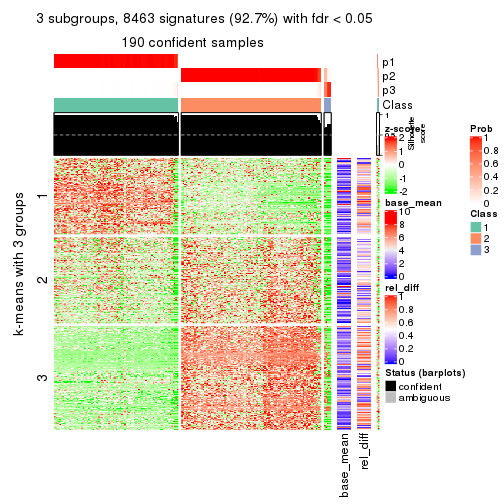 3 subgroups, 8463 signatures (92.7%) with fdr < 0.05
190 confident samples
p1
p2
p3
Class
1
Silhouette
score
k-means with 3 groups
1
2
3
base_mean
rel_diff
z-score
2
1
0
-1
-2
base_mean
10
8
6
4
2
0
rel_diff
1
0.8
0.6
0.4
0.2
0
Status (barplots)
confident
ambiguous
Prob
1
0.8
0.6
0.4
0.2
0
Class
1
2
3